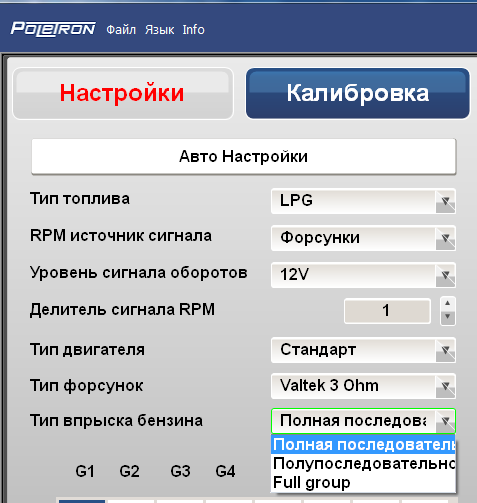 POLETRON Файл Язык Info
Настройки Калибровка
Авто Настройки
Тип топлива LPG
RPM источник сигнала Форсунки
Уровень сигнала оборотов 12V
Делитель сигнала RPM 1
Тип двигателя Стандарт
Тип форсунок Valtek 3 Ohm
Тип впрыска бензина Полная последова
Полная последователь
Полупоследовательно
Full group
G1 G2 G3 G4